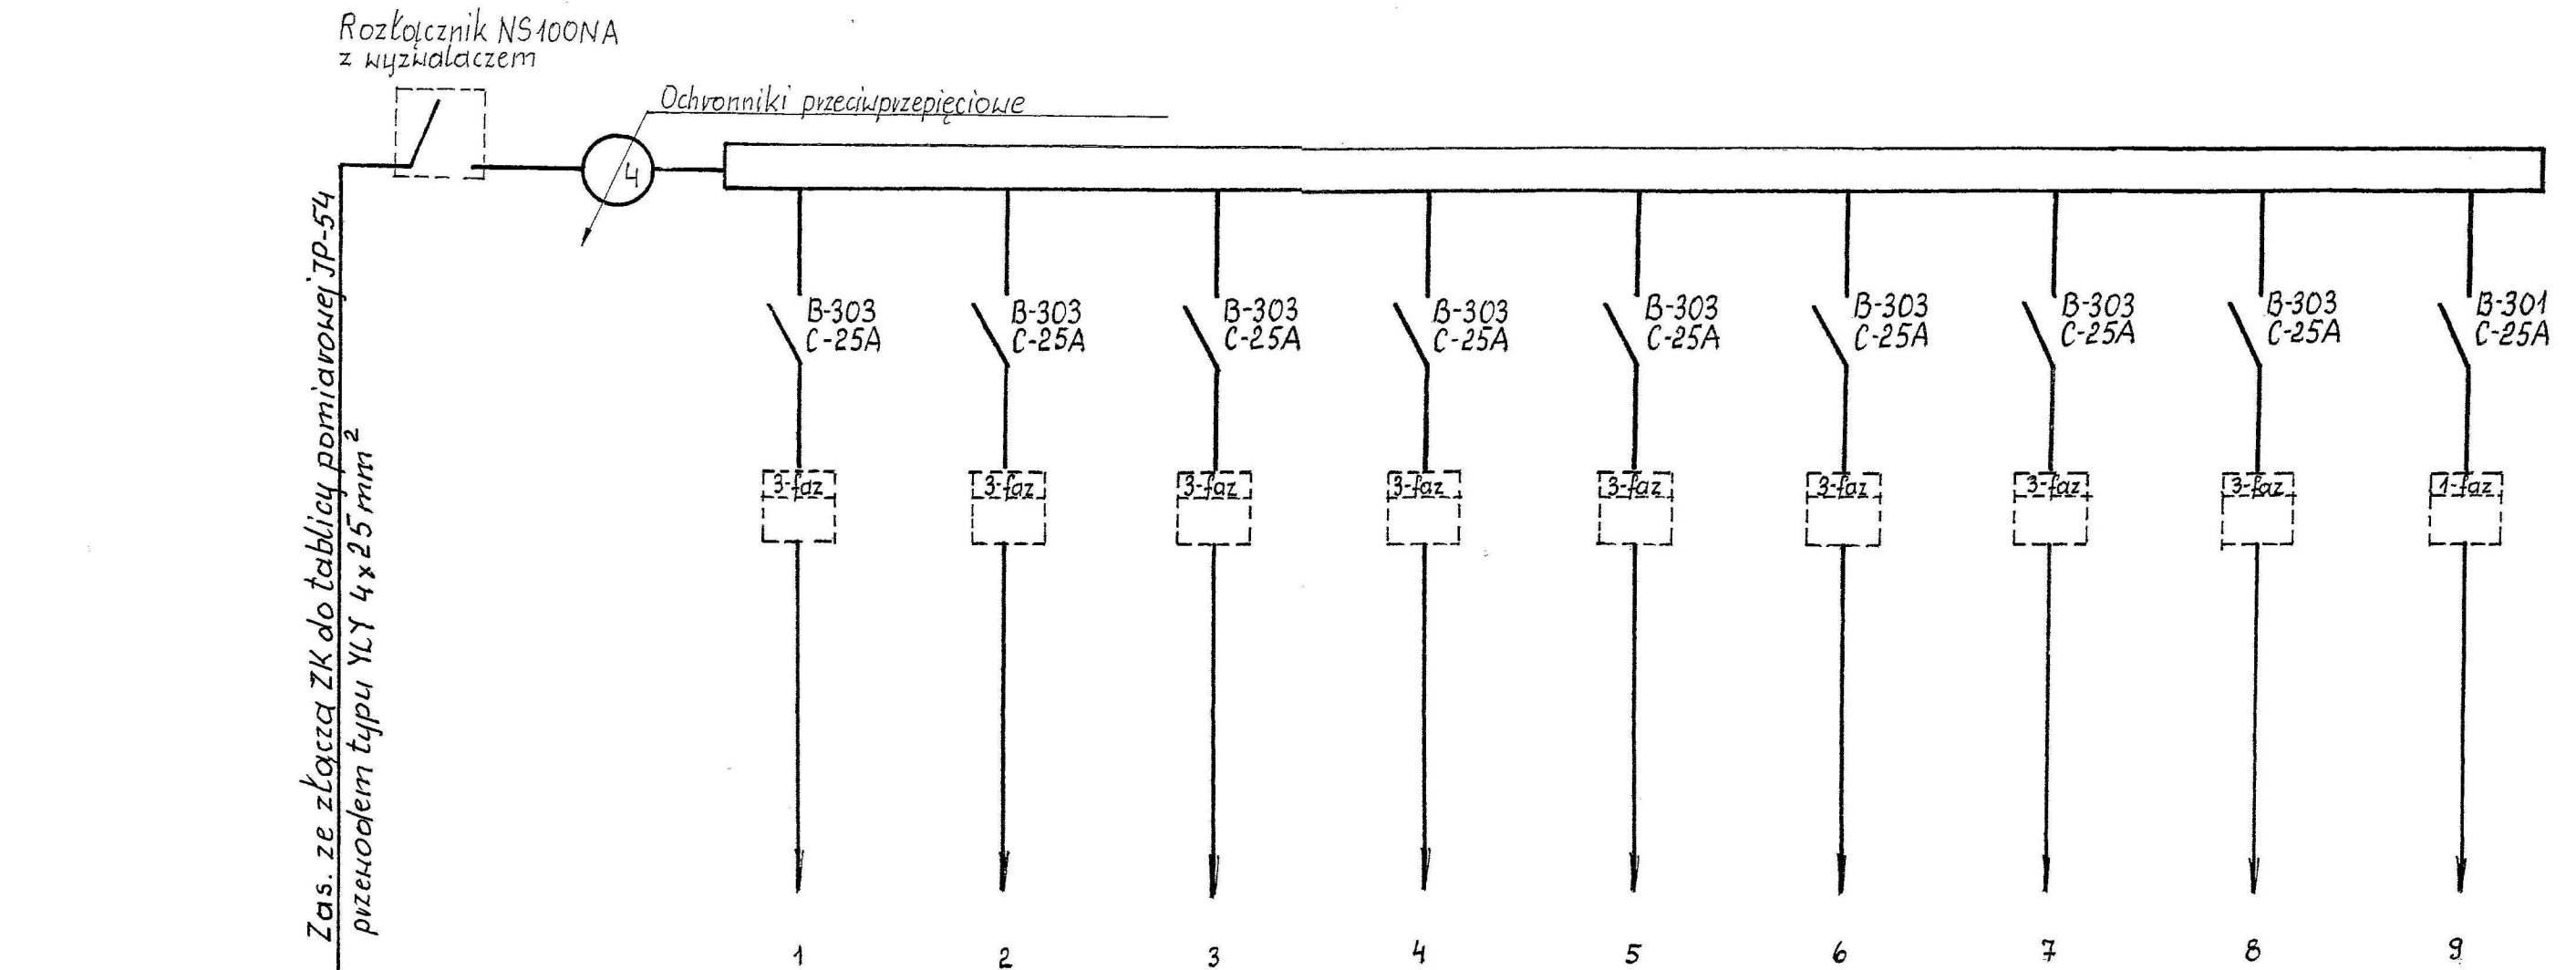 Rozłącznik NS100NA
z wyzwalaczem
Ochronniki przeciwprzepięciowe
4
Zas. ze złącza ZK do tablicy pomiarowej JP-54
przewodem typu YLY 4x25 mm²
B-303
C-25A
B-303
C-25A
B-303
C-25A
B-303
C-25A
B-303
C-25A
B-303
C-25A
B-303
C-25A
B-303
C-25A
B-301
C-25A
3-faz
3-faz
3-faz
3-faz
3-faz
3-faz
3-faz
3-faz
1-faz
1
2
3
4
5
6
7
8
9